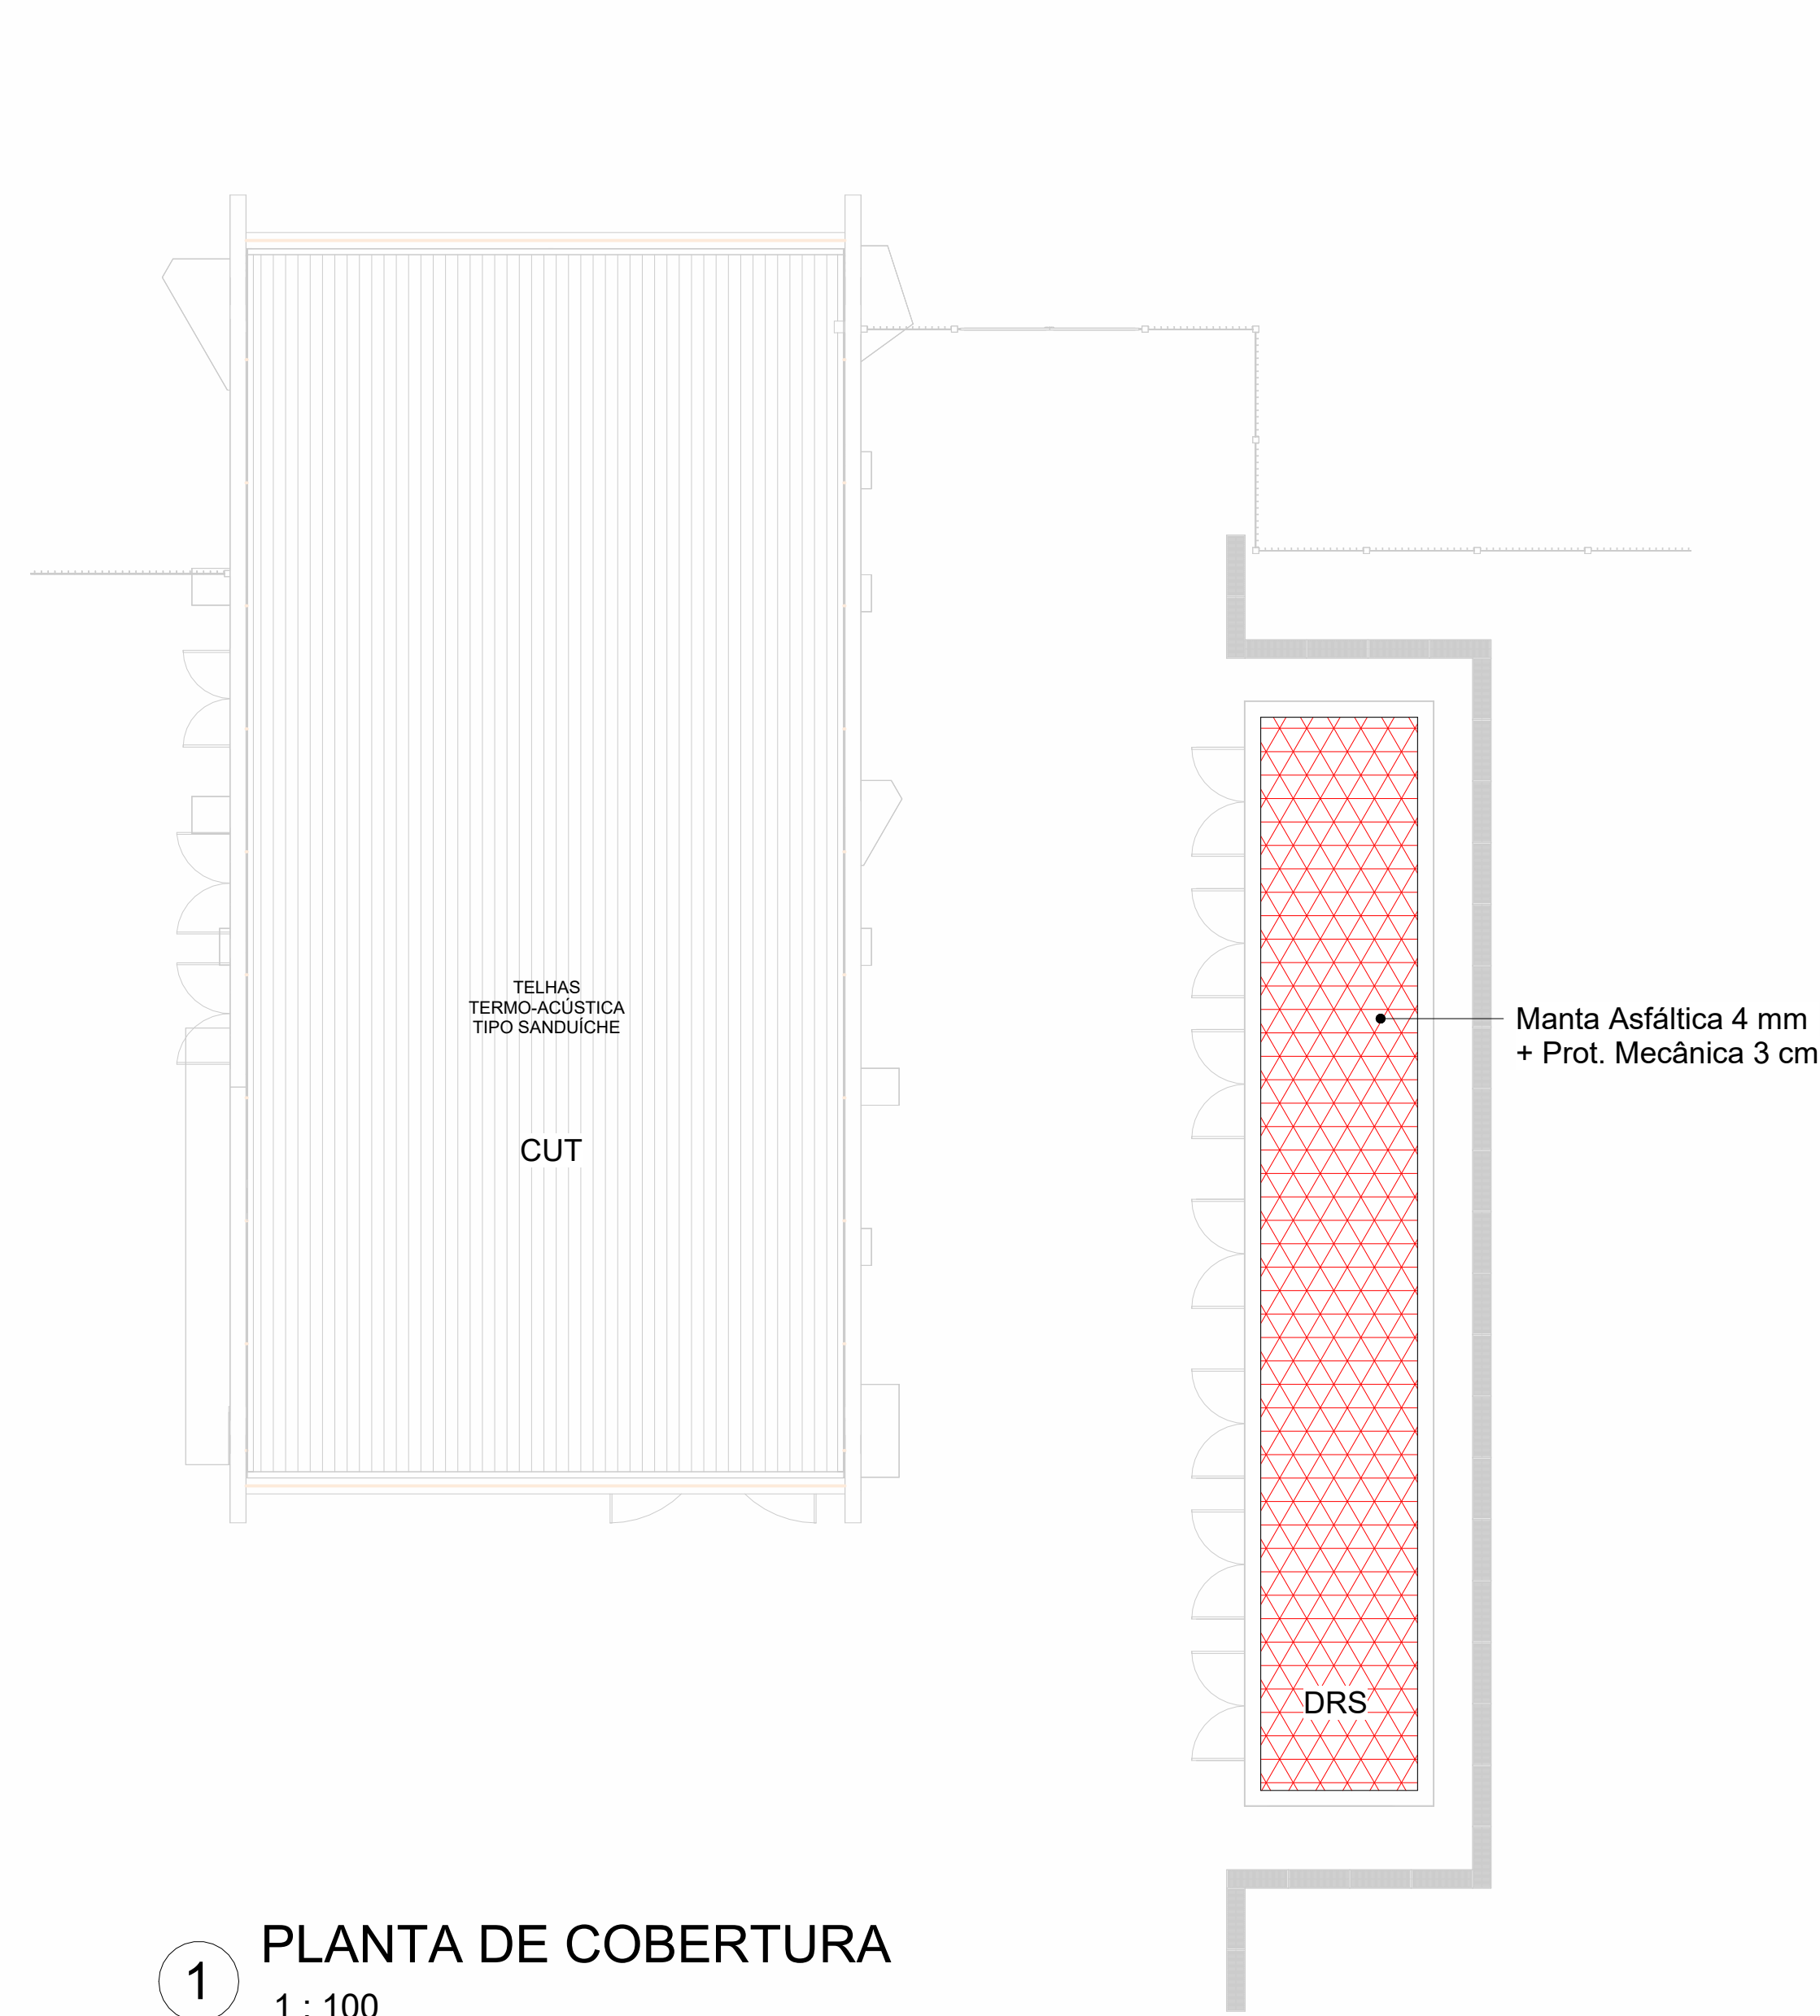 TELHAS
TERMO-ACÚSTICA
TIPO SANDUÍCHE
CUT
Manta Asfáltica 4 mm
+ Prot. Mecânica 3 cm
DRS
1
PLANTA DE COBERTURA
1 : 100